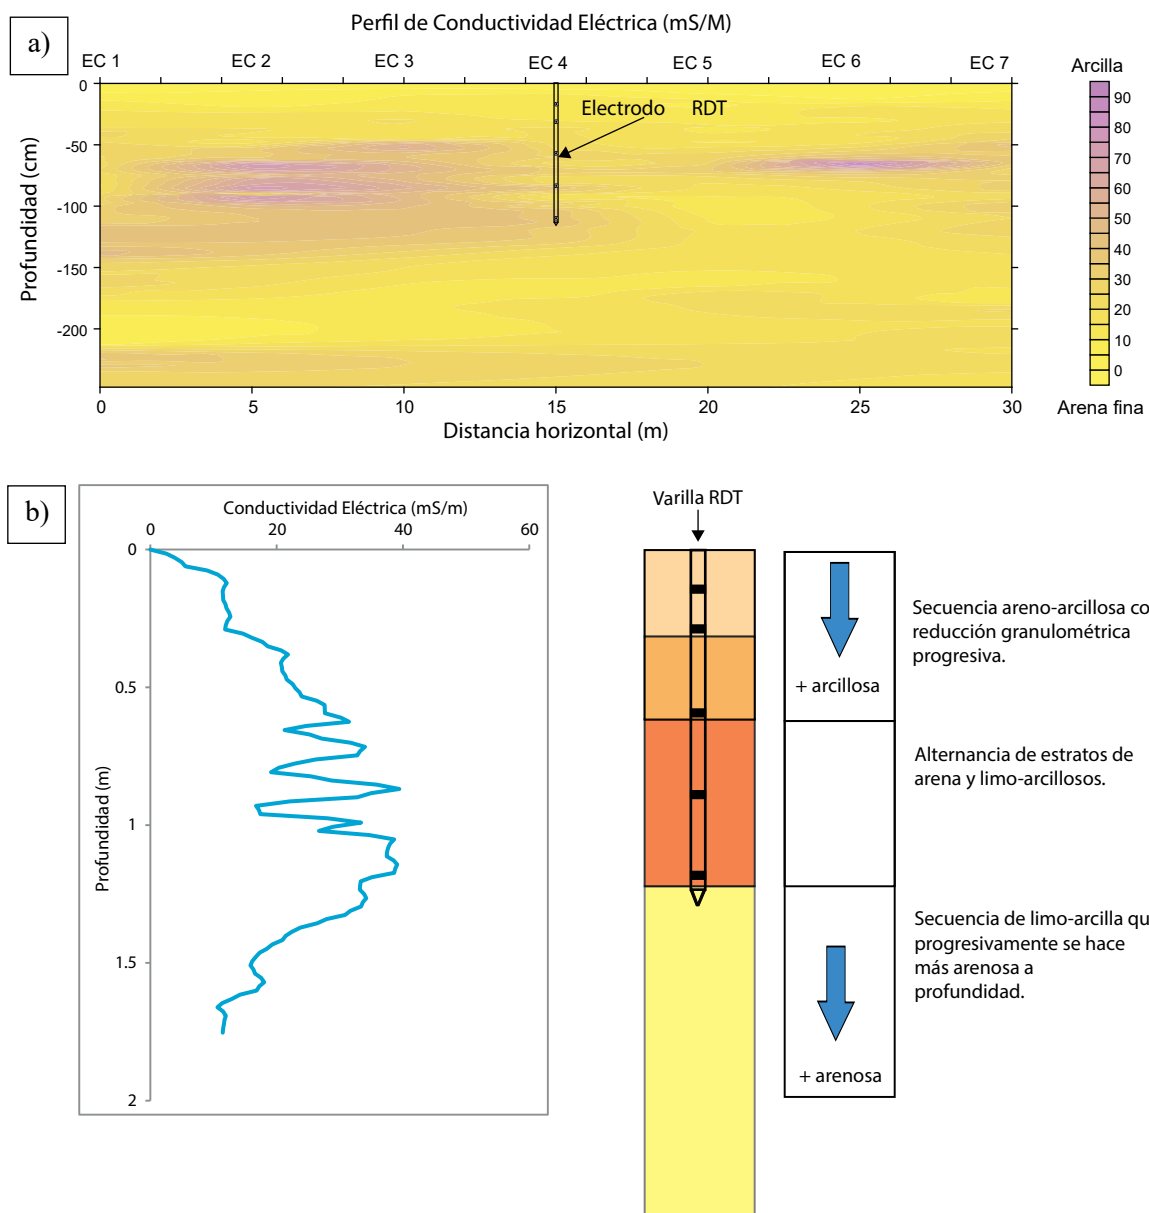 a)
Perfil de Conductividad Eléctrica (mS/M)
EC 1 EC 2 EC 3 EC 4 EC 5 EC 6 EC 7
Arcilla
Electrodo RDT
Profundidad (cm)
0
-50
-100
-150
-200
90
80
70
60
50
40
30
20
10
0
Arena fina
0 5 10 15 20 25 30
Distancia horizontal (m)
b)
Conductividad Eléctrica (mS/m)
0 20 40 60
Profundidad (m)
0
0.5
1
1.5
2
Varilla RDT
+ arcillosa
Secuencia areno-arcillosa co
reducción granulométrica
progresiva.
Alternancia de estratos de
arena y limo-arcillosos.
Secuencia de limo-arcilla qu
progresivamente se hace
más arenosa a
profundidad.
+ arenosa